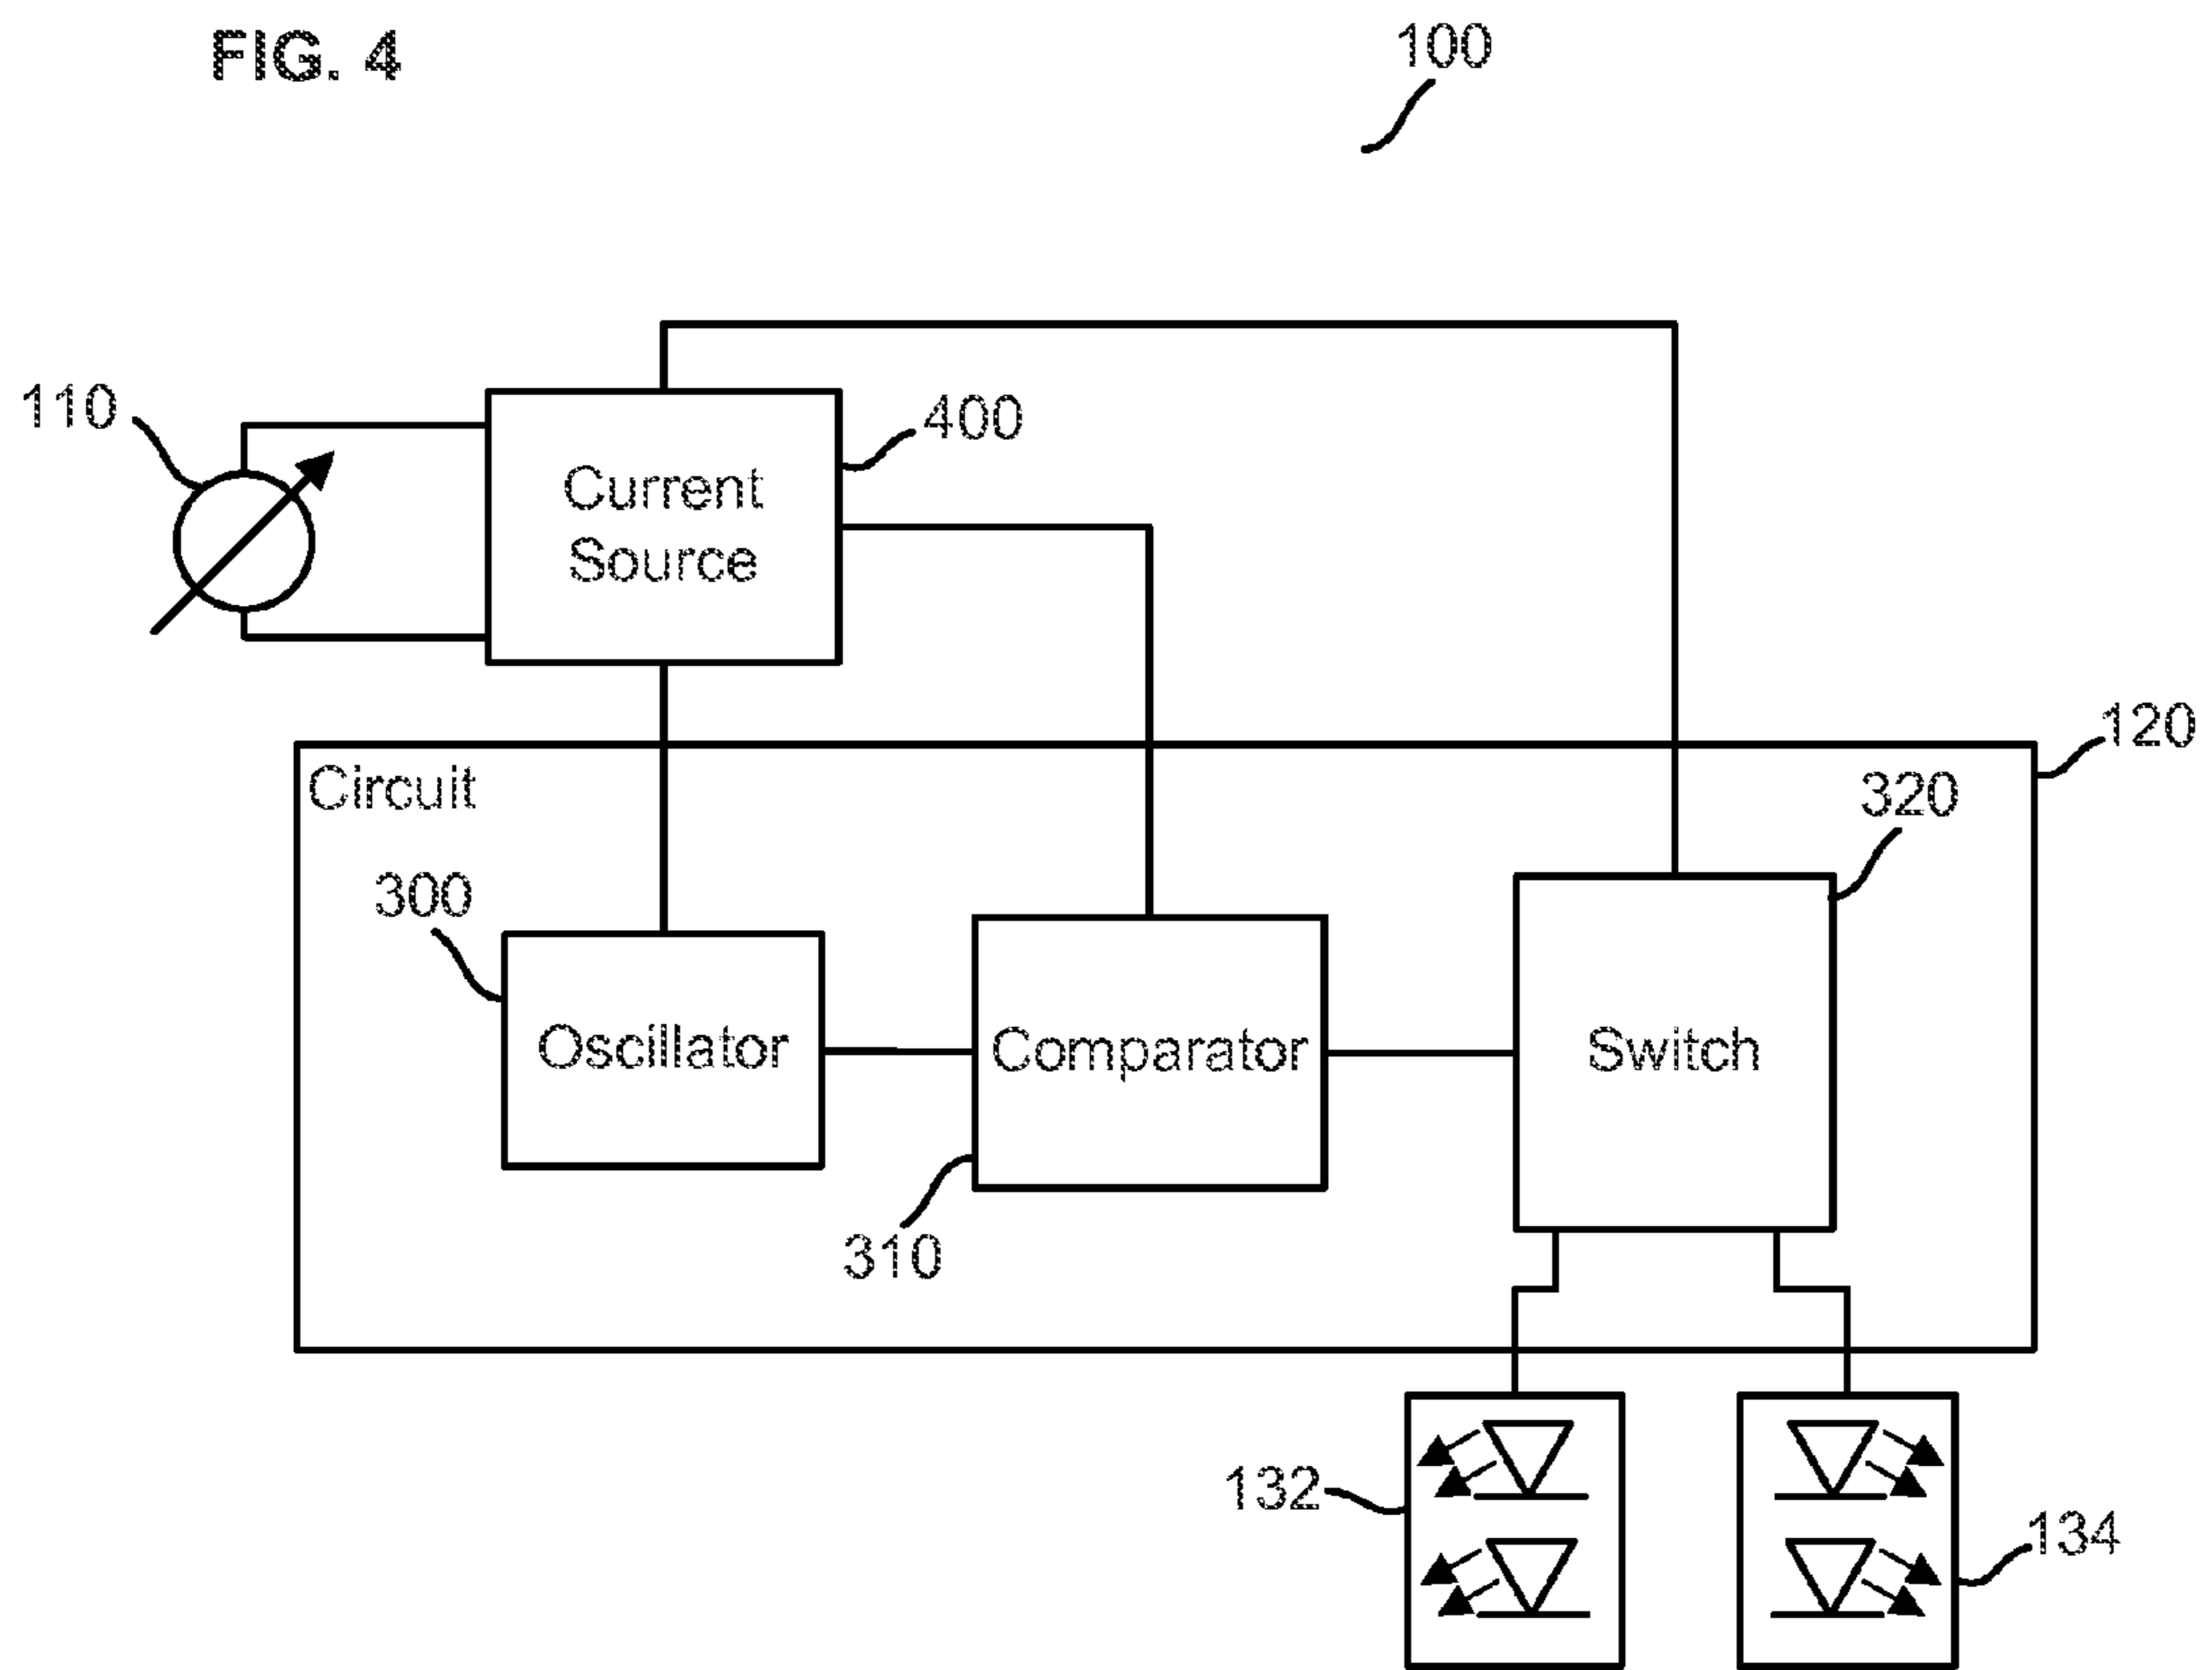 FIG. 4
100
110
400
Current
Source
120
Circuit
320
300
Oscillator
Comparator
Switch
310
132
134